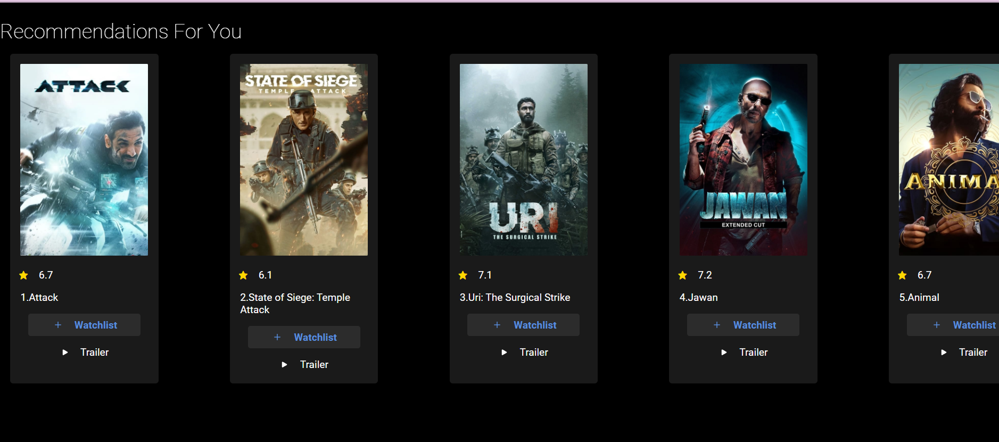 Recommendations For You
ATTACK
STATE OF SIEGE
TEMPLE ATTACK
URI
THE SURGICAL STRIKE
JAWAN
EXTENDED CUT
ANIMA
6.7
6.1
7.1
7.2
6.7
1.Attack
2.State of Siege: Temple
Attack
3.Uri: The Surgical Strike
4.Jawan
5.Animal
+ Watchlist
+ Watchlist
+ Watchlist
+ Watchlist
+ Watchlist
Trailer
Trailer
Trailer
Trailer
Trailer